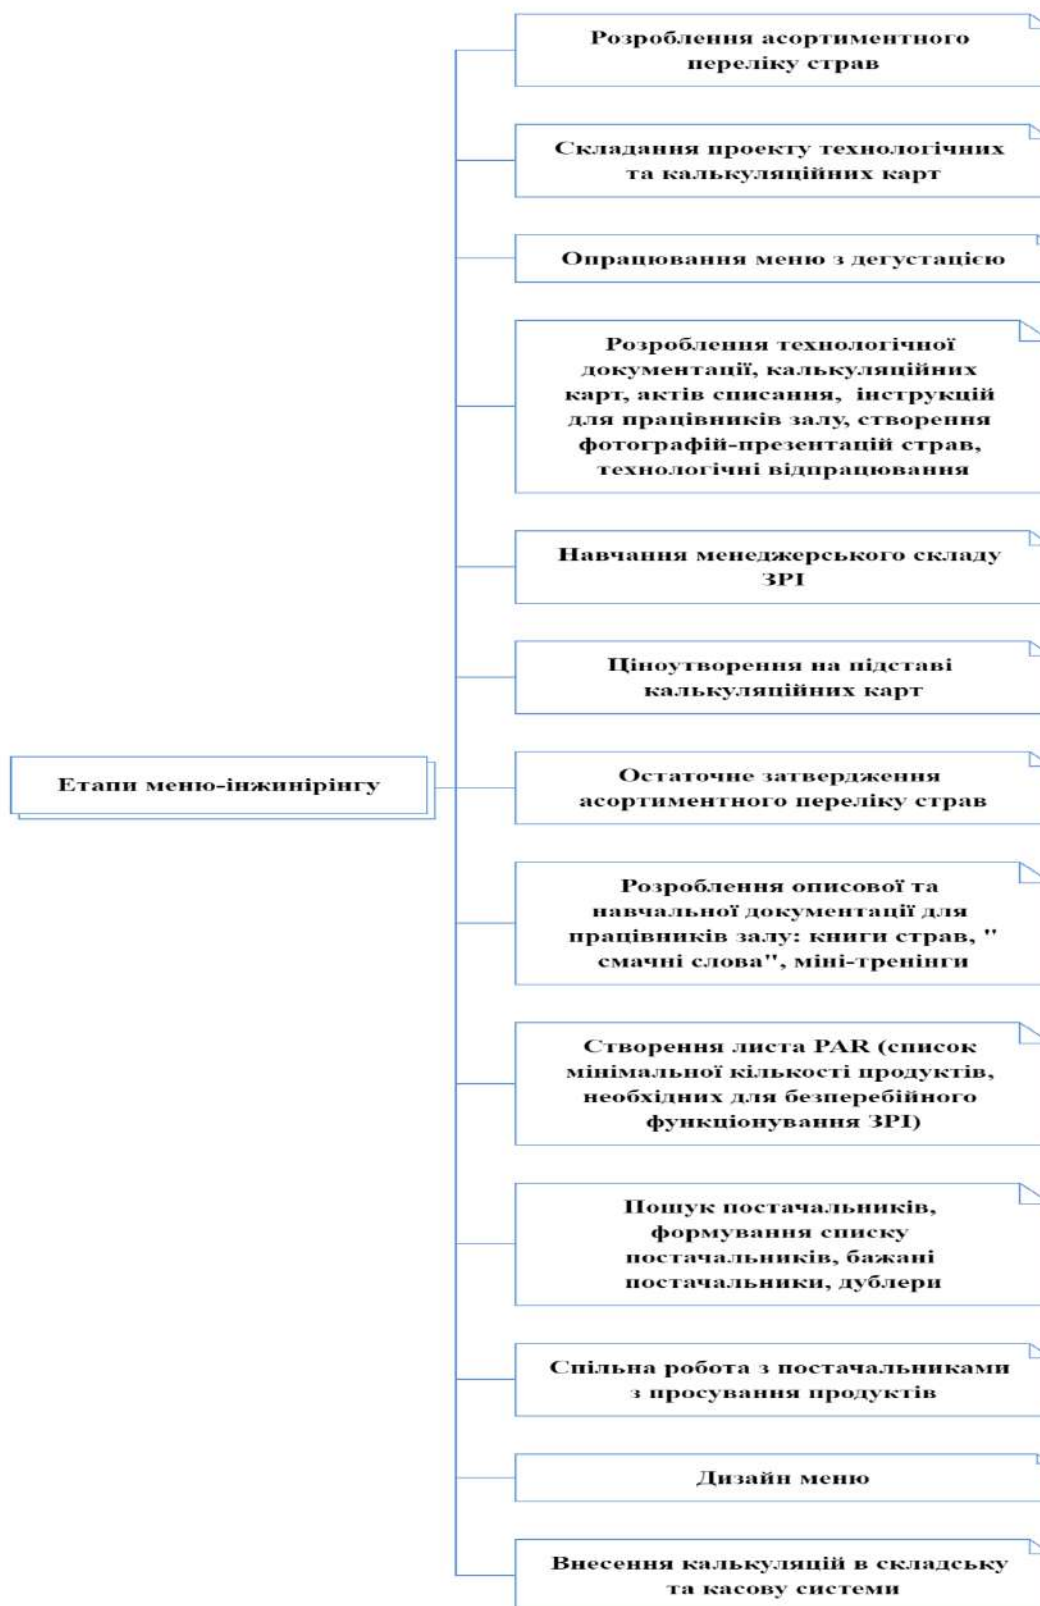 Розроблення асортиментного
переліку страв
Складання проекту технологічних
та калькуляційних карт
Опрацювання меню з дегустацією
Розроблення технологічної
документації, калькуляційних
карт, актів списання, інструкцій
для працівників залу, створення
фотографій-презентацій страв,
технологічні відпрацювання
Навчання менеджерського складу
ЗРІ
Ціноутворення на підставі
калькуляційних карт
Етапи меню-інжинірінгу
Остаточне затвердження
асортиментного переліку страв
Розроблення описової та
навчальної документації для
працівників залу: книги страв, "
смачні слова", міні-тренінги
Створення листа PAR (список
мінімальної кількості продуктів,
необхідних для безперебійного
функціонування ЗРІ)
Пошук постачальників,
формування списку
постачальників, бажані
постачальники, дублери
Спільна робота з постачальниками
з просування продуктів
Дизайн меню
Внесення калькуляцій в складську
та касову системи